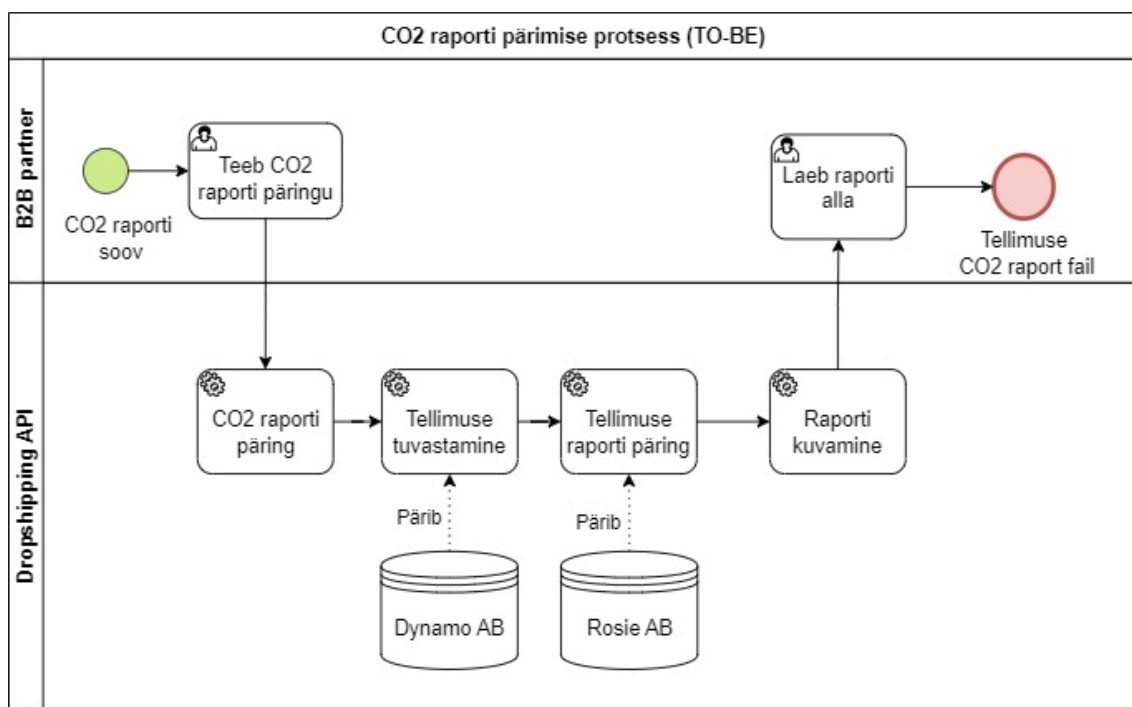 CO2 raporti pärimise protsess (TO-BE)
B2B partner
CO2 raporti
soov
Teeb CO2
raporti päringu
Laeb raporti
alla
Tellimuse
CO2 raport fail
Dropshipping API
CO2 raporti
päring
Tellimuse
tuvastamine
Tellimuse
raporti päring
Raporti
kuvamine
Pärib
Pärib
Dynamo AB
Rosie AB